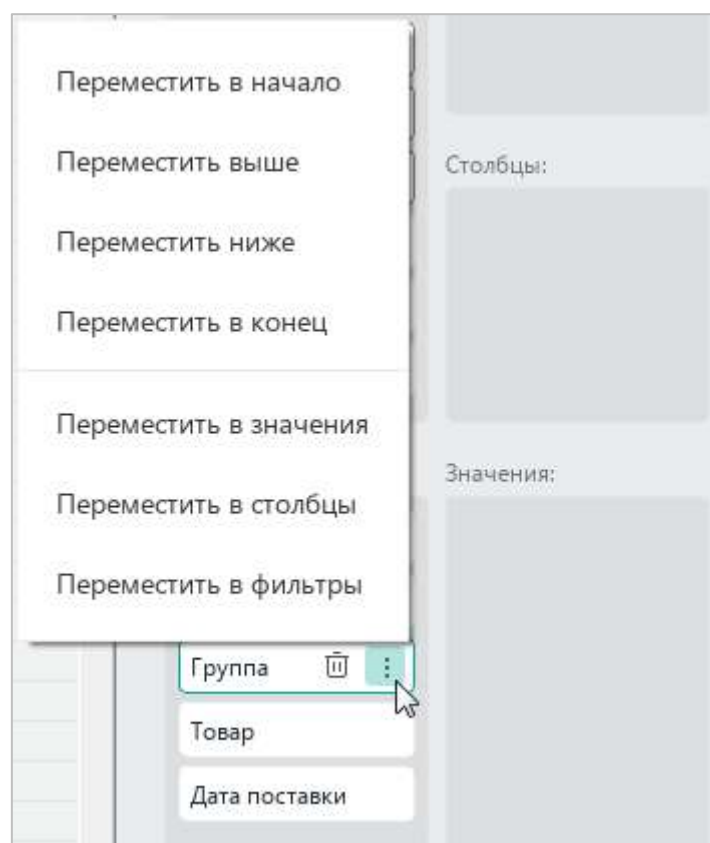 Переместить в начало
Переместить выше
Переместить ниже
Переместить в конец
Переместить в значения
Переместить в столбцы
Переместить в фильтры
Столбцы:
Значения:
Группа
Товар
Дата поставки